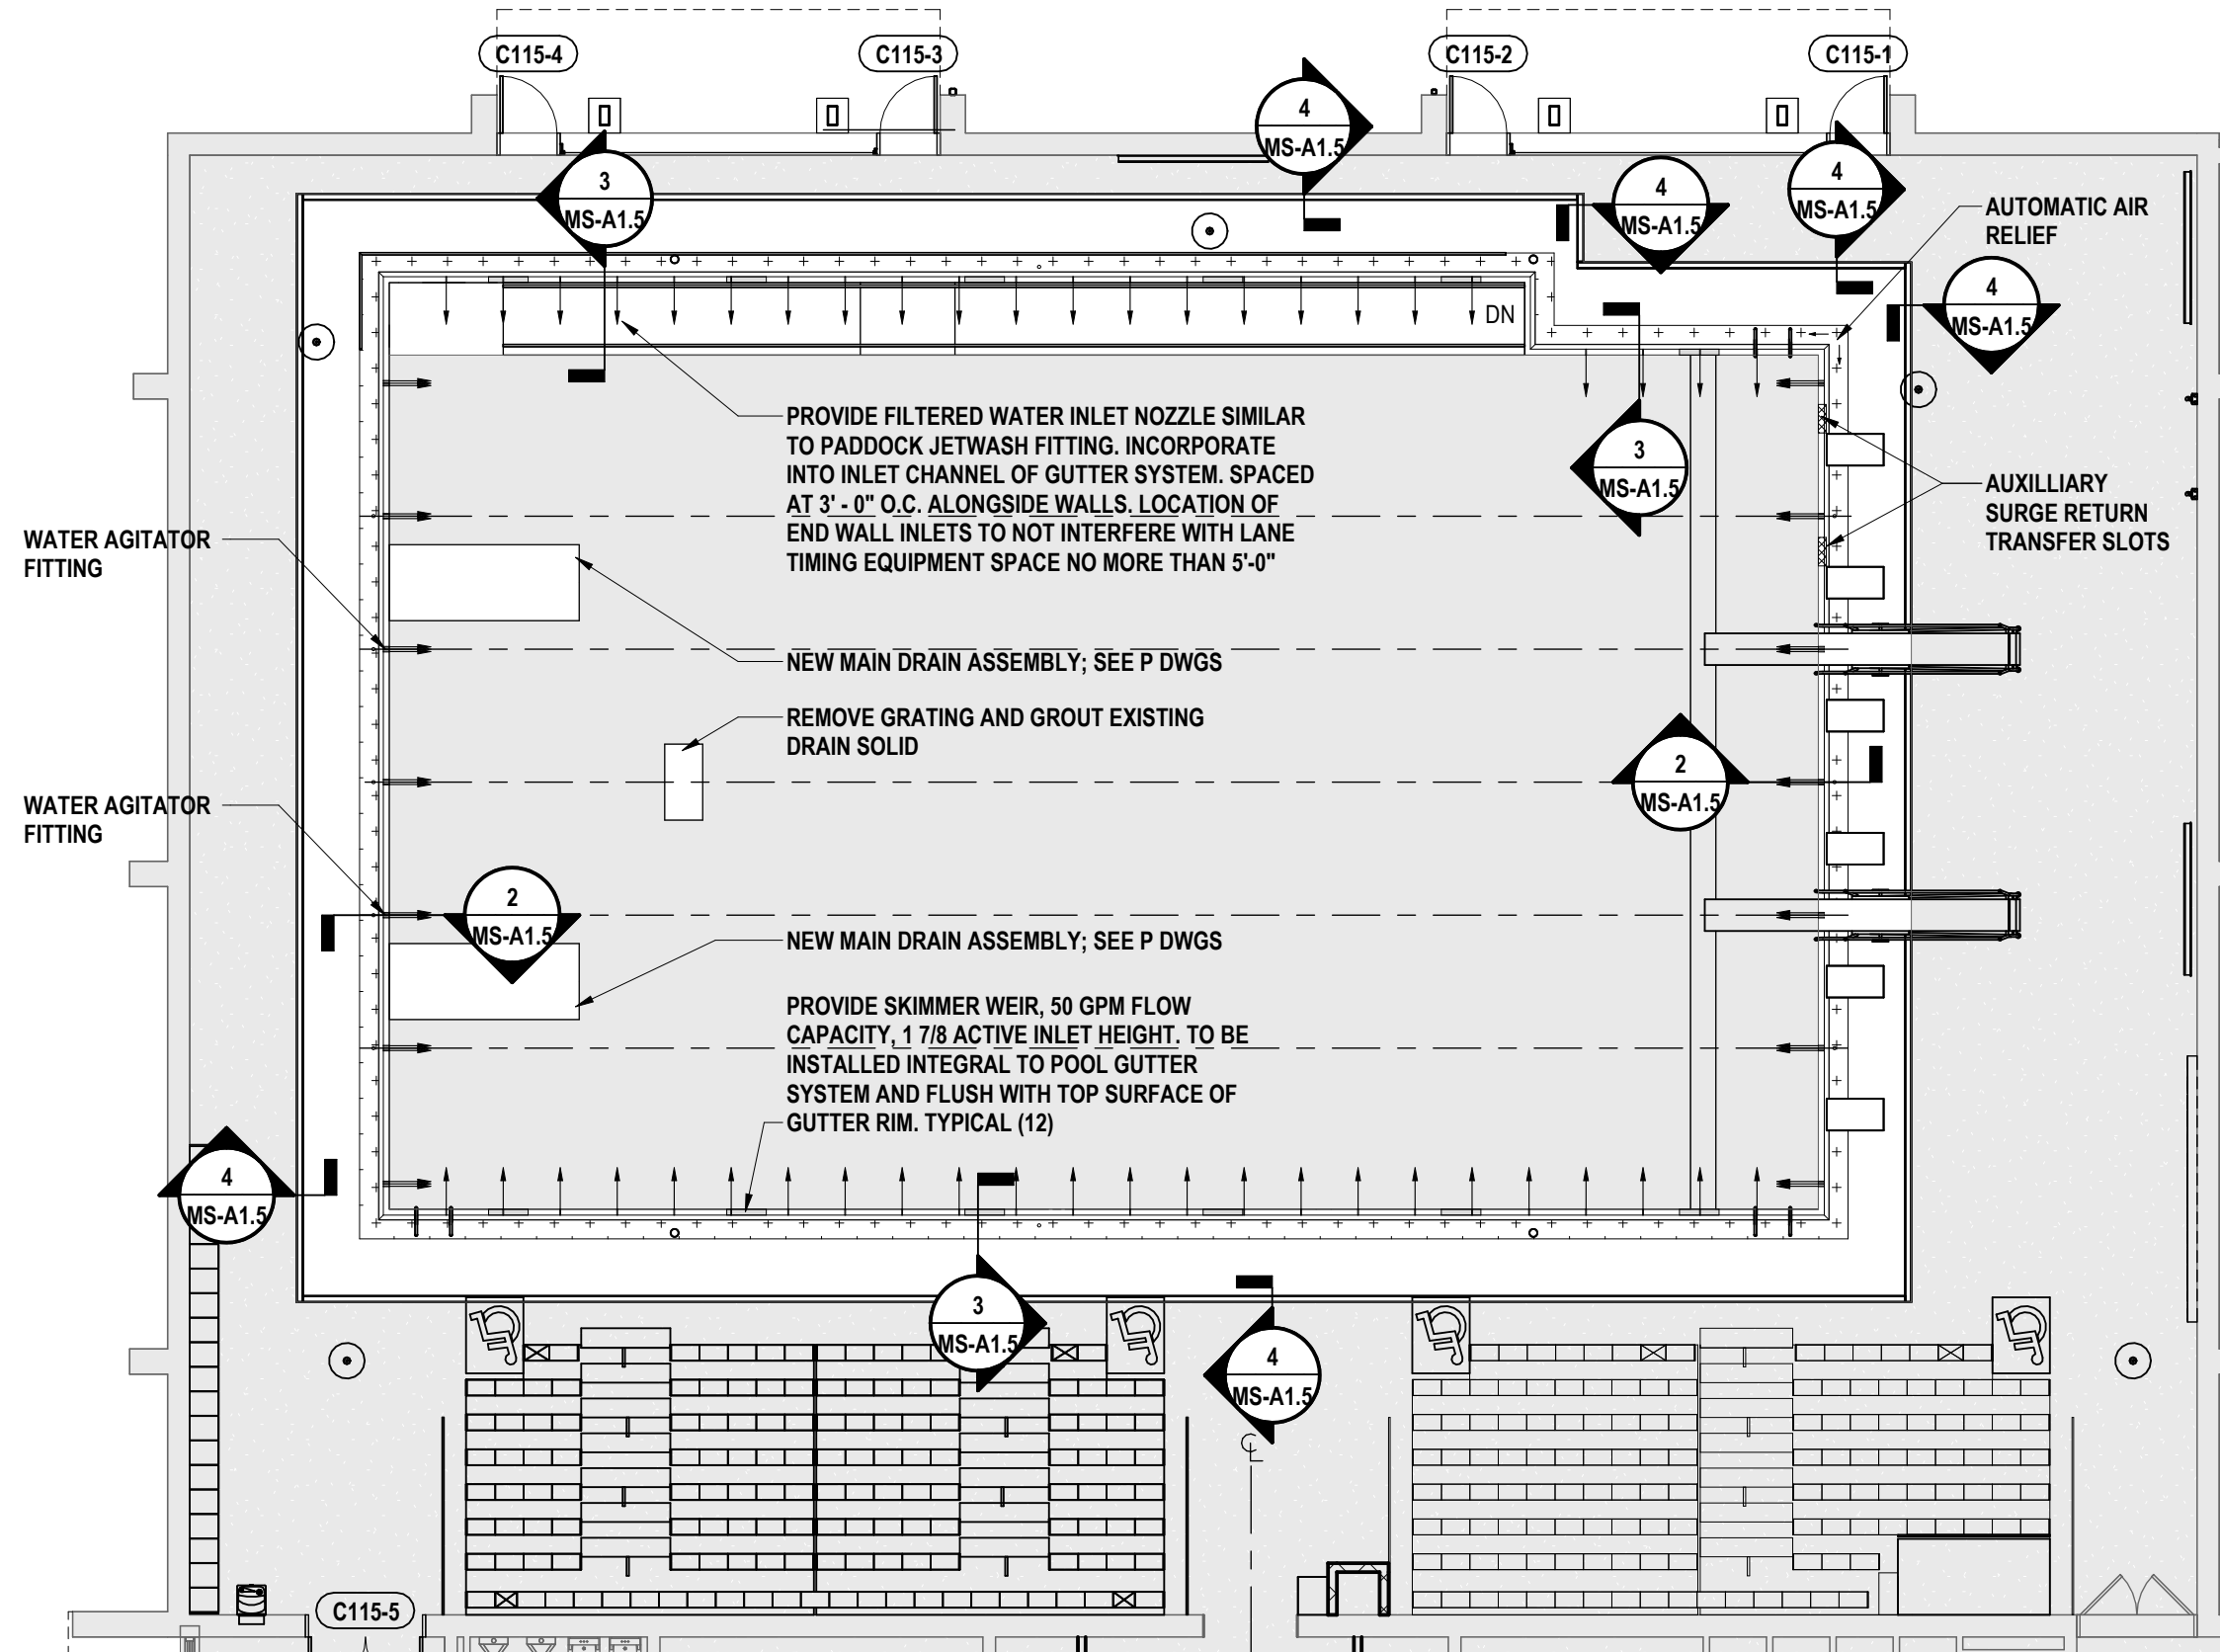 C115-4
C115-3
C115-2
C115-1
4
MS-A1.5
3
MS-A1.5
4
MS-A1.5
4
MS-A1.5
AUTOMATIC AIR
RELIEF
4
MS-A1.5
DN
PROVIDE FILTERED WATER INLET NOZZLE SIMILAR
TO PADDOCK JETWASH FITTING. INCORPORATE
INTO INLET CHANNEL OF GUTTER SYSTEM. SPACED
AT 3' - 0" O.C. ALONGSIDE WALLS. LOCATION OF
END WALL INLETS TO NOT INTERFERE WITH LANE
TIMING EQUIPMENT SPACE NO MORE THAN 5'-0"
3
MS-A1.5
AUXILLIARY
SURGE RETURN
TRANSFER SLOTS
WATER AGITATOR
FITTING
NEW MAIN DRAIN ASSEMBLY; SEE P DWGS
REMOVE GRATING AND GROUT EXISTING
DRAIN SOLID
2
MS-A1.5
WATER AGITATOR
FITTING
2
MS-A1.5
NEW MAIN DRAIN ASSEMBLY; SEE P DWGS
PROVIDE SKIMMER WEIR, 50 GPM FLOW
CAPACITY, 1 7/8 ACTIVE INLET HEIGHT. TO BE
INSTALLED INTEGRAL TO POOL GUTTER
SYSTEM AND FLUSH WITH TOP SURFACE OF
GUTTER RIM. TYPICAL (12)
4
MS-A1.5
3
MS-A1.5
4
MS-A1.5
C115-5